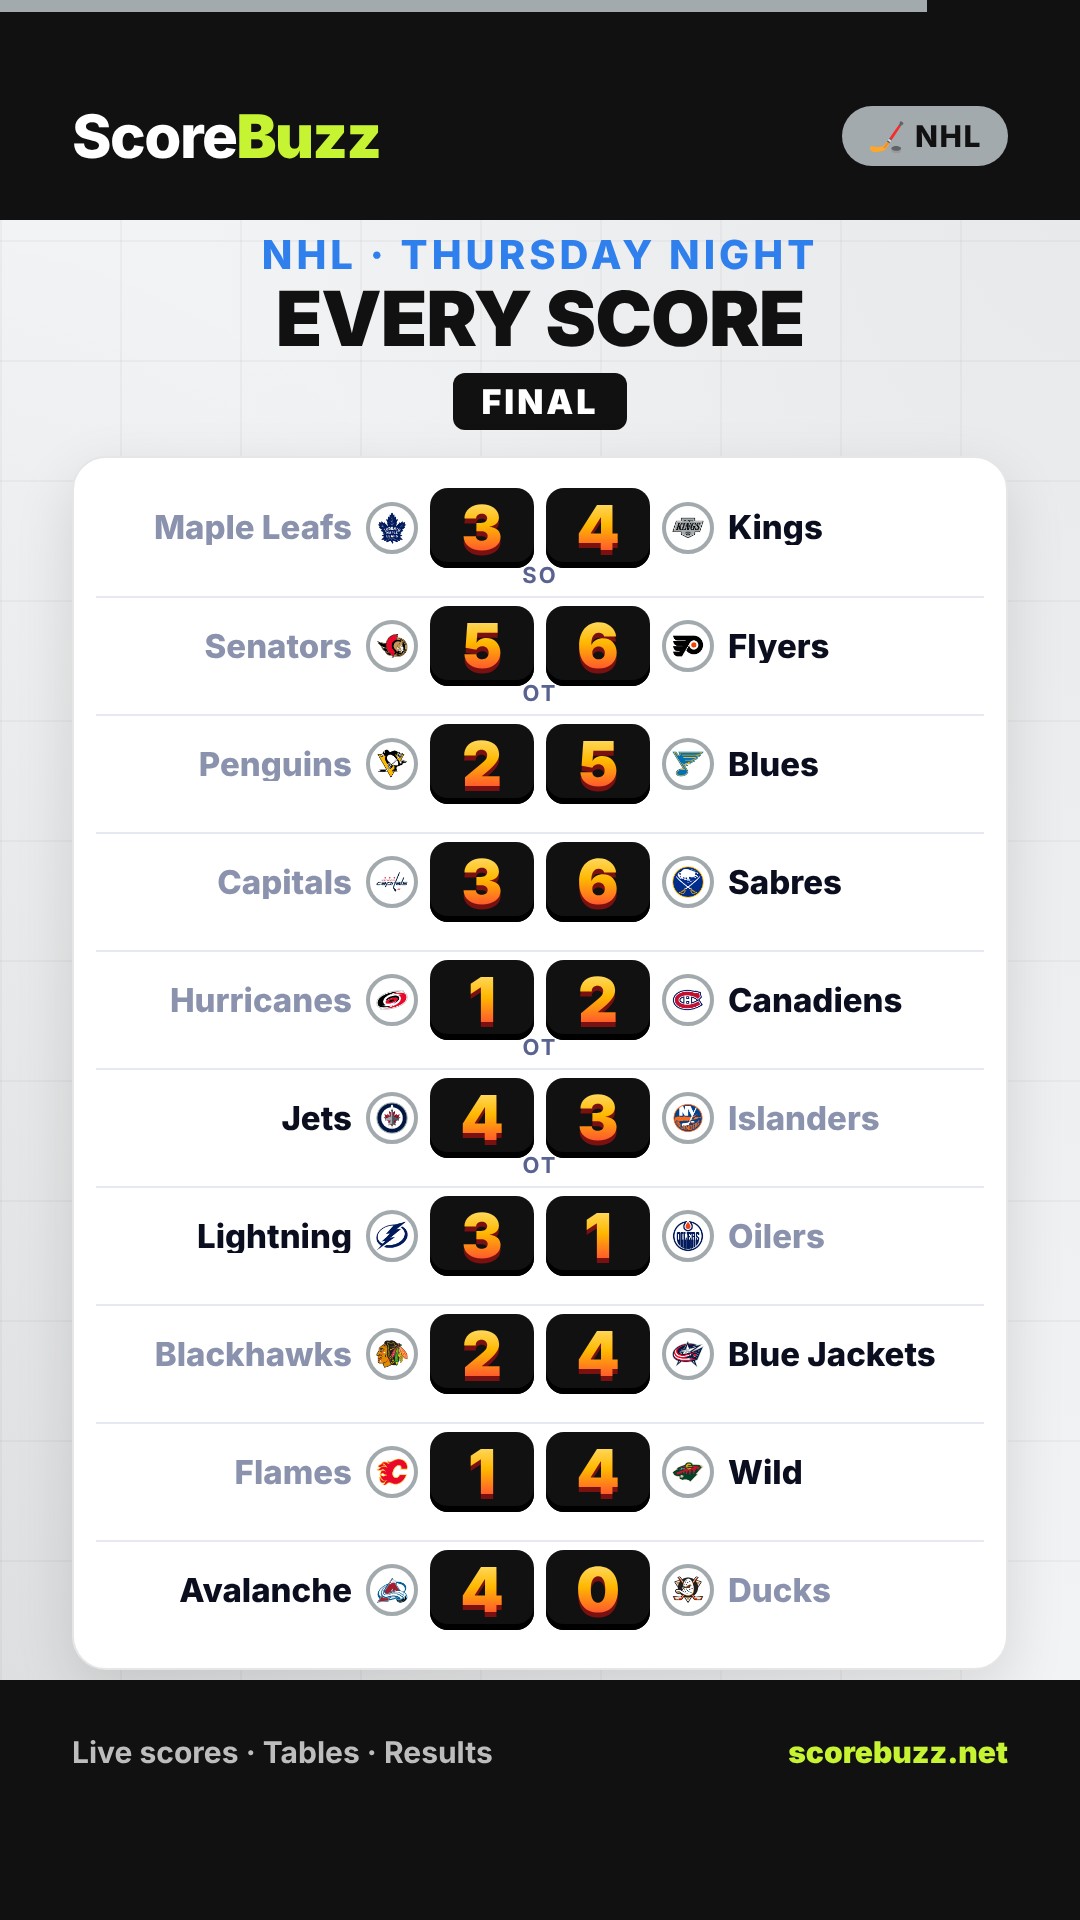 ScoreBuzz
NHL
NHL · THURSDAY NIGHT
EVERY SCORE
FINAL
Maple Leafs 3 4 Kings
SO
Senators 5 6 Flyers
OT
Penguins 2 5 Blues
Capitals 3 6 Sabres
Hurricanes 1 2 Canadiens
OT
Jets 4 3 Islanders
OT
Lightning 3 1 Oilers
Blackhawks 2 4 Blue Jackets
Flames 1 4 Wild
Avalanche 4 0 Ducks
Live scores · Tables · Results
scorebuzz.net